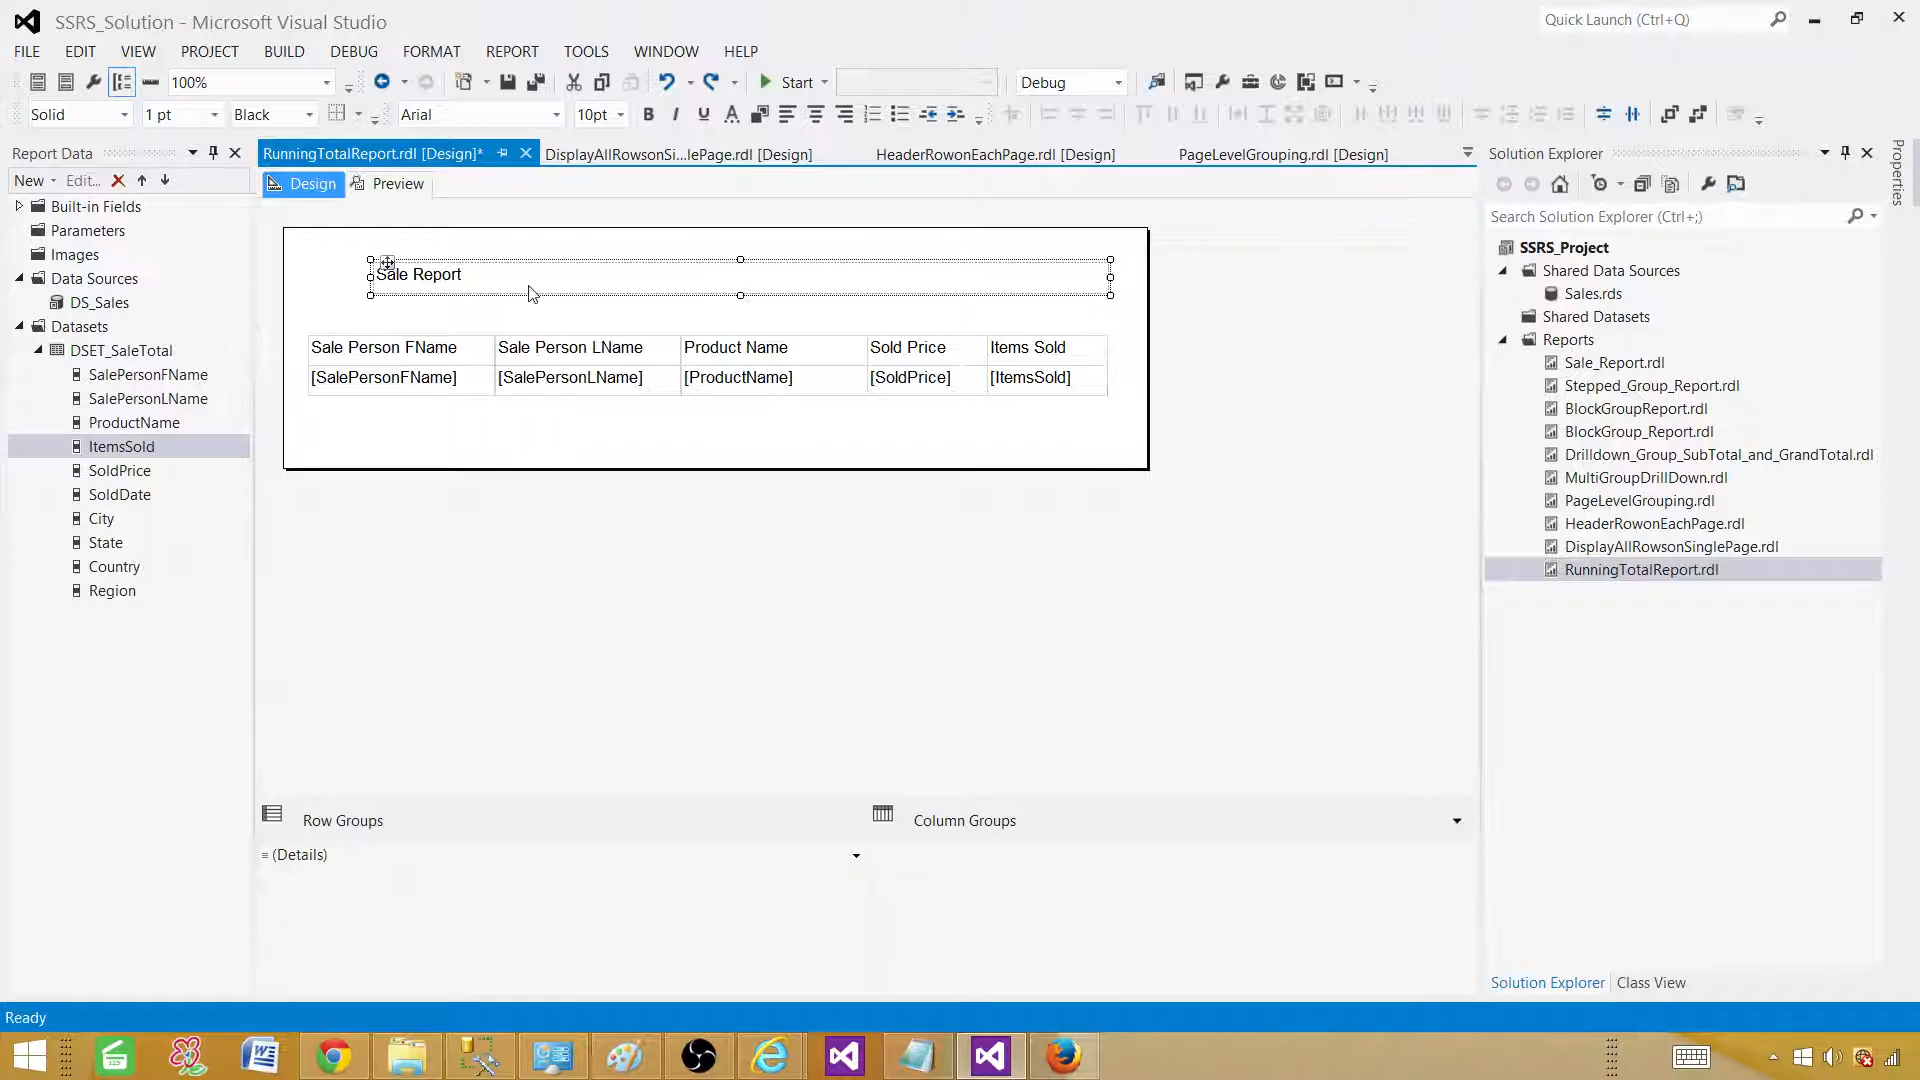 SSRS_Solution - Microsoft Visual Studio
Quick Launch (Ctrl+Q)
FILE EDIT VIEW PROJECT BUILD DEBUG FORMAT REPORT TOOLS WINDOW HELP
100% Start Debug
Solid 1 pt Black Arial 10pt B I U A
Report Data
RunningTotalReport.rdl [Design]* DisplayAllRowsonSi...lePage.rdl [Design] HeaderRowonEachPage.rdl [Design] PageLevelGrouping.rdl [Design]
Solution Explorer
Properties
New Edit...
Design Preview
Search Solution Explorer (Ctrl+;)
Built-in Fields
Parameters
Images
Data Sources
DS_Sales
Datasets
DSET_SaleTotal
SalePersonFName
SalePersonLName
ProductName
ItemsSold
SoldPrice
SoldDate
City
State
Country
Region
Sale Report
Sale Person FName Sale Person LName Product Name Sold Price Items Sold
[SalePersonFName] [SalePersonLName] [ProductName] [SoldPrice] [ItemsSold]
Row Groups
Column Groups
(Details)
SSRS_Project
Shared Data Sources
Sales.rds
Shared Datasets
Reports
Sale_Report.rdl
Stepped_Group_Report.rdl
BlockGroupReport.rdl
BlockGroup_Report.rdl
Drilldown_Group_SubTotal_and_GrandTotal.rdl
MultiGroupDrillDown.rdl
PageLevelGrouping.rdl
HeaderRowonEachPage.rdl
DisplayAllRowsonSinglePage.rdl
RunningTotalReport.rdl
Solution Explorer Class View
Ready